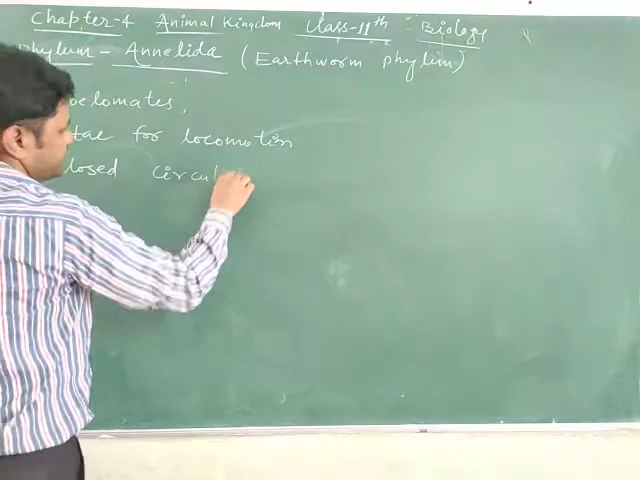 Chapter-4 Animal Kingdom Class-11th - Biology
Phylum - Annelida (Earthworm phylum)
oelomates,
tae for locomotion
losed circul